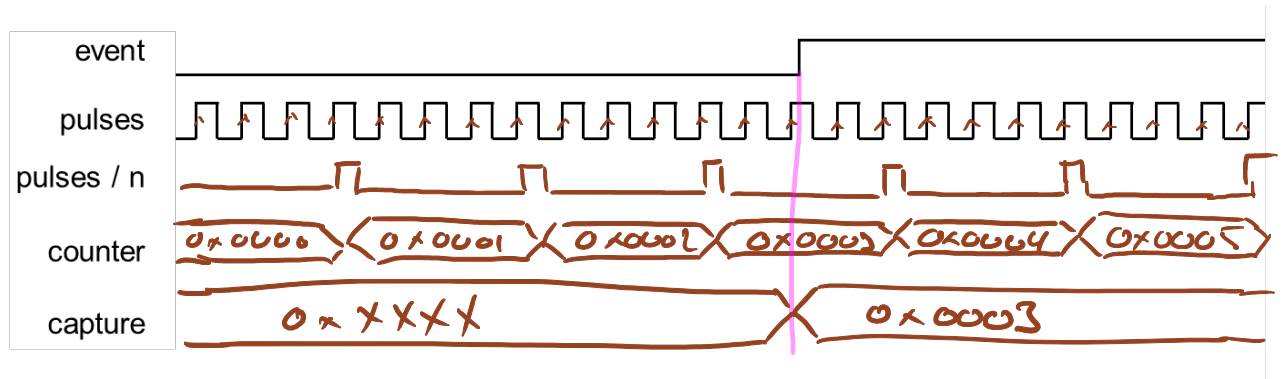 event
pulses
pulses / n
counter 0x0000 0x0001 0x0002 0x0003 0x0004 0x0005
capture 0xXXXX 0x0003